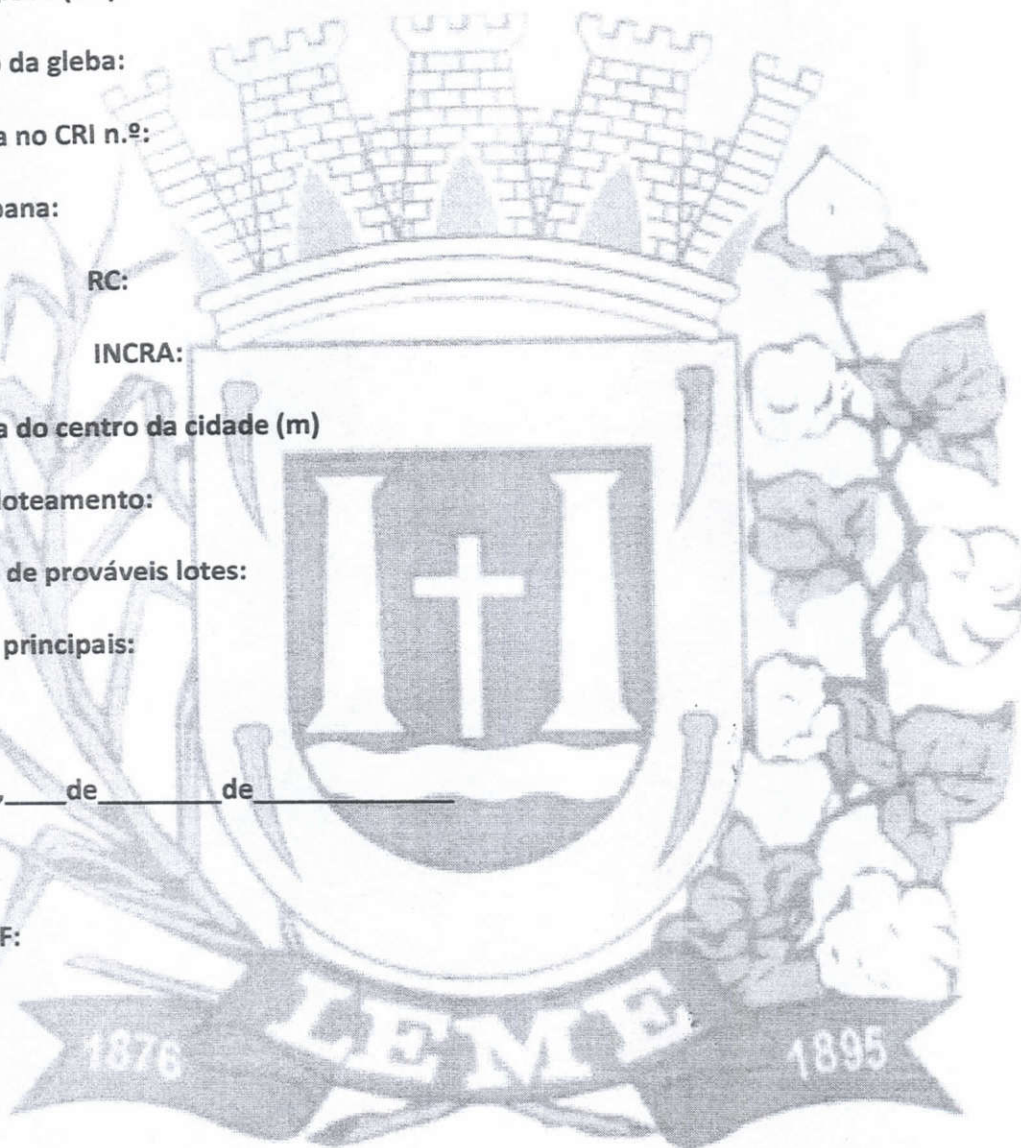 da gleba:
a no CRI n.º:
bana:
RC:
INCRA:
a do centro da cidade (m)
loteamento:
de prováveis lotes:
principais:
,____de________de_____________
F:
LEME
1876
1895